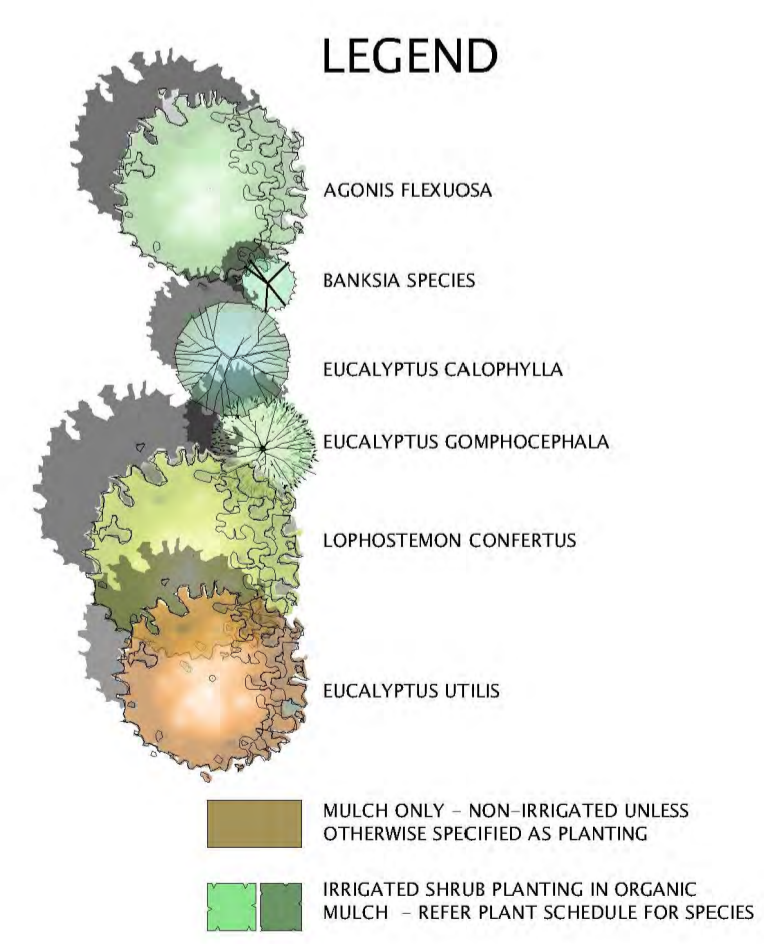 LEGEND
AGONIS FLEXUOSA
BANKSIA SPECIES
EUCALYPTUS CALOPHYLLA
EUCALYPTUS GOMPHOCEPHALA
LOPHOSTEMON CONFERTUS
EUCALYPTUS UTILIS
MULCH ONLY – NON-IRRIGATED UNLESS
OTHERWISE SPECIFIED AS PLANTING
IRRIGATED SHRUB PLANTING IN ORGANIC
MULCH – REFER PLANT SCHEDULE FOR SPECIES